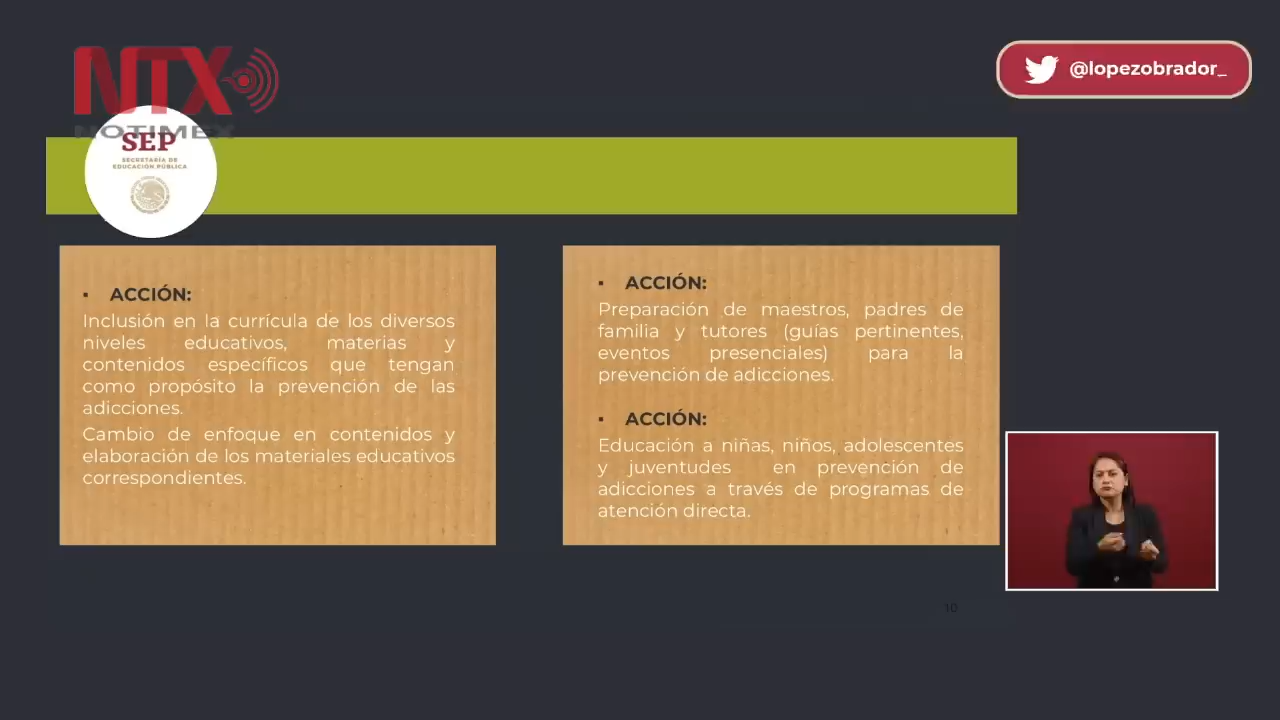 NTX
NOTIMEX
@lopezobrador_
SEP
SECRETARÍA DE
EDUCACIÓN PÚBLICA
▪ ACCIÓN:
Inclusión en la currícula de los diversos
niveles educativos, materias y
contenidos específicos que tengan
como propósito la prevención de las
adicciones.
Cambio de enfoque en contenidos y
elaboración de los materiales educativos
correspondientes.
▪ ACCIÓN:
Preparación de maestros, padres de
familia y tutores (guías pertinentes,
eventos presenciales) para la
prevención de adicciones.
▪ ACCIÓN:
Educación a niñas, niños, adolescentes
y juventudes en prevención de
adicciones a través de programas de
atención directa.
10